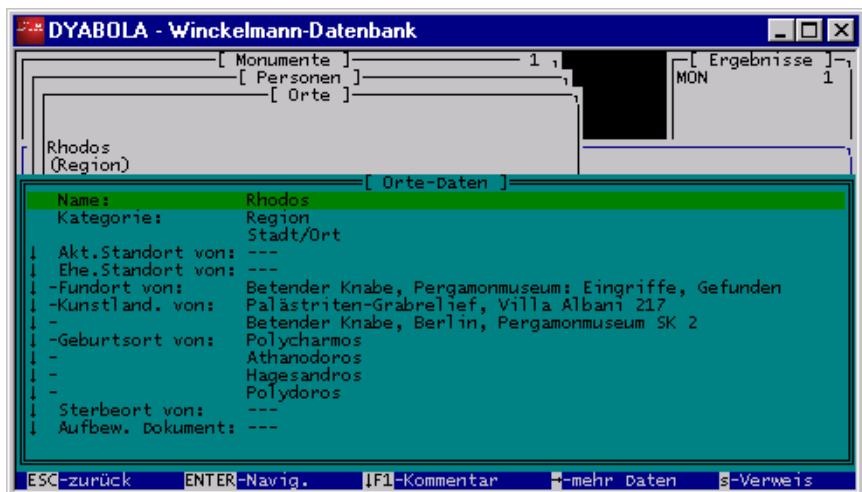 DYABOLA - Winckelmann-Datenbank
[ Monumente ] 1
[ Ergebnisse ]
[ Personen ]
MON 1
[ Orte ]
Rhodos
(Region)
[ Orte-Daten ]
Name: Rhodos
Kategorie: Region
Stadt/Ort
↓ Akt.Standort von: ---
↓ Ehe.Standort von: ---
↓ -Fundort von: Betender Knabe, Pergamonmuseum: Eingriffe, Gefunden
↓ -Kunstland. von: Palästriten-Grabrelief, Villa Albani 217
↓ - Betender Knabe, Berlin, Pergamonmuseum SK 2
↓ -Geburtsort von: Polycharmos
↓ - Athanodoros
↓ - Hagesandros
↓ - Polydoros
↓ Sterbeort von: ---
↓ Aufbew. Dokument: ---
ESC-zurück ENTER-Navig. ↓F1-Kommentar →-mehr Daten s-Verweis